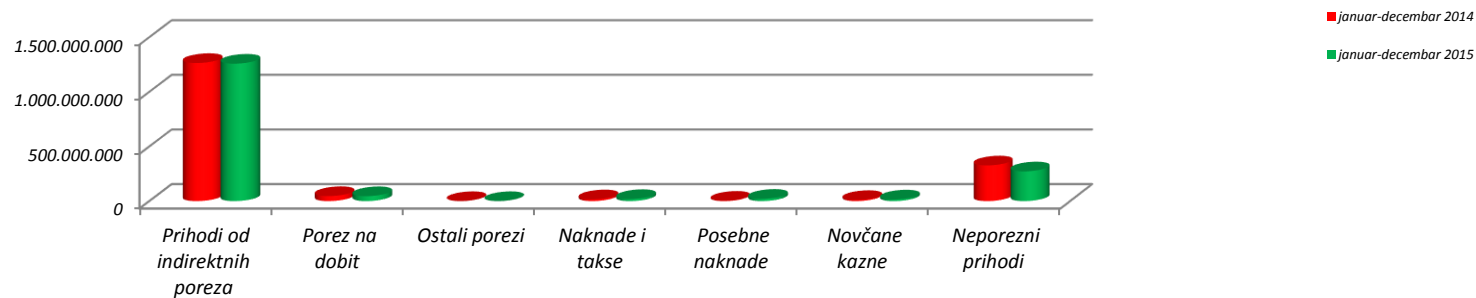 januar-decembar 2014
januar-decembar 2015
1.500.000.000
1.000.000.000
500.000.000
0
Prihodi od
indirektnih
poreza
Porez na
dobit
Ostali porezi
Naknade i
takse
Posebne
naknade
Novčane
kazne
Neporezni
prihodi